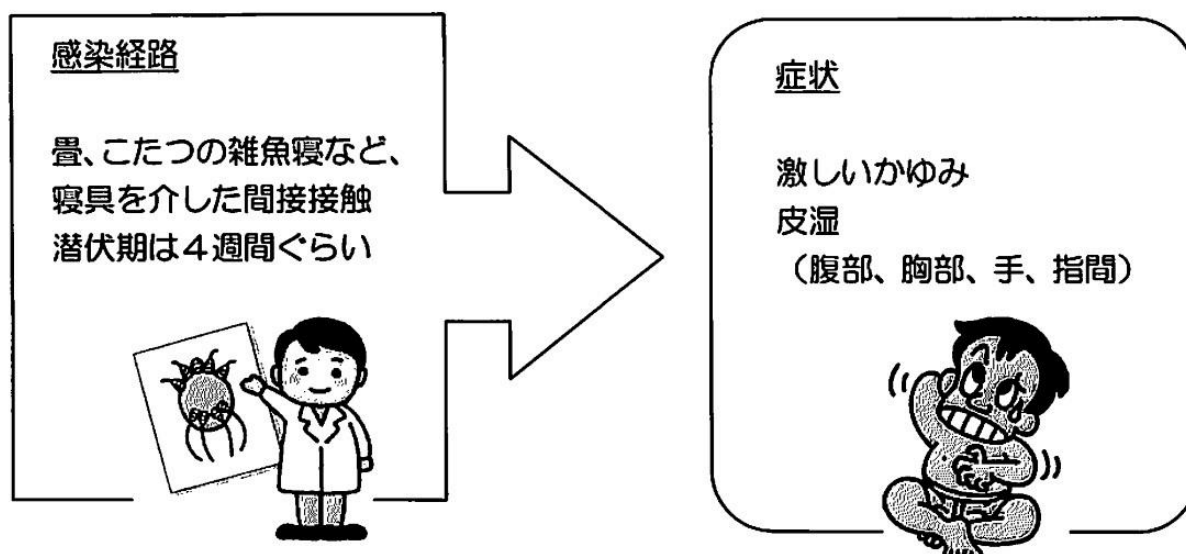 感染経路
畳、こたつの雑魚寝など、
寝具を介した間接接触
潜伏期は４週間ぐらい
症状
激しいかゆみ
皮湿
（腹部、胸部、手、指間）